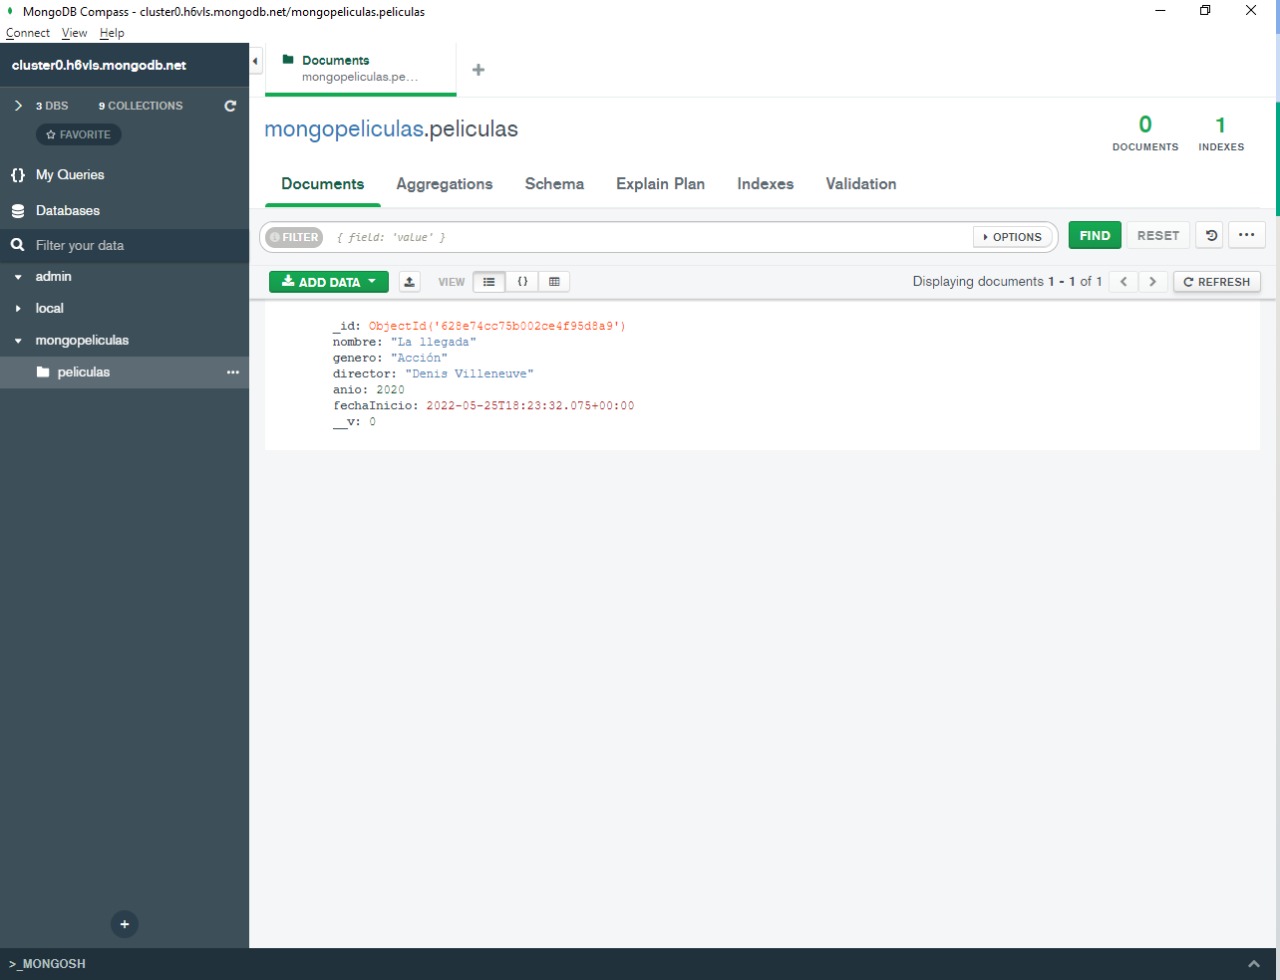 MongoDB Compass - cluster0.h6vls.mongodb.net/mongopeliculas.peliculas
Connect View Help
cluster0.h6vls.mongodb.net
3 DBS 9 COLLECTIONS
FAVORITE
{} My Queries
Databases
Filter your data
admin
local
mongopeliculas
peliculas
Documents
mongopeliculas.pe...
mongopeliculas.peliculas
0
DOCUMENTS
1
INDEXES
Documents Aggregations Schema Explain Plan Indexes Validation
FILTER { field: 'value' } OPTIONS FIND RESET
ADD DATA VIEW {} Displaying documents 1 - 1 of 1 REFRESH
_id: ObjectId('628e74cc75b002ce4f95d8a9')
nombre: "La llegada"
genero: "Acción"
director: "Denis Villeneuve"
anio: 2020
fechaInicio: 2022-05-25T18:23:32.075+00:00
__v: 0
>_MONGOSH